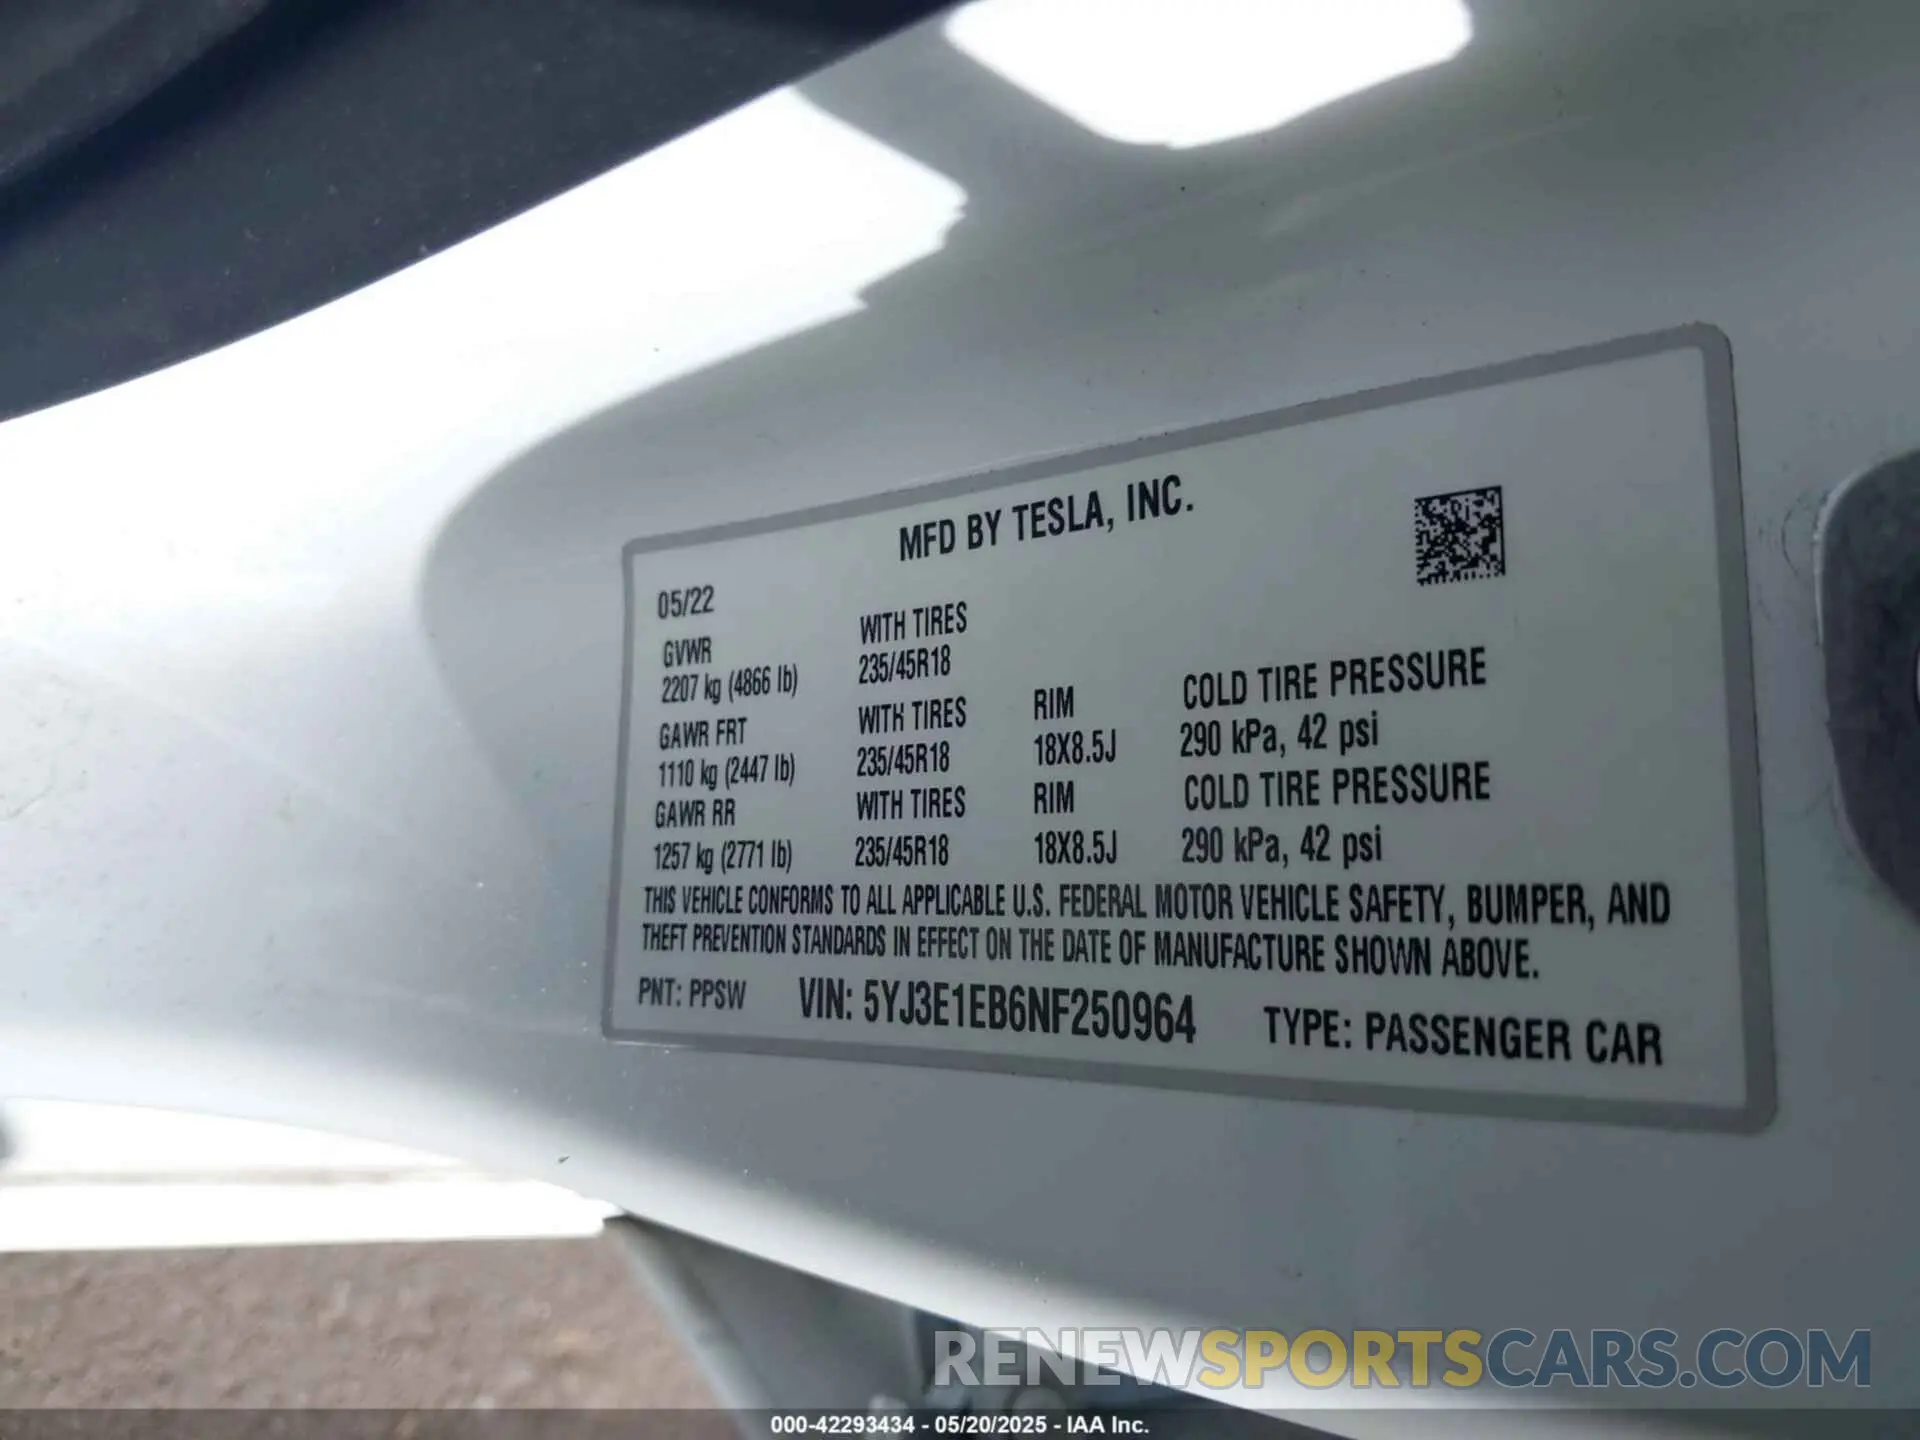 MFD BY TESLA, INC.
05/22
GVWR
2207 kg (4866 lb)
WITH TIRES
235/45R18
GAWR FRT
1110 kg (2447 lb)
WITH TIRES
235/45R18
RIM
18X8.5J
COLD TIRE PRESSURE
290 kPa, 42 psi
GAWR RR
1257 kg (2771 lb)
WITH TIRES
235/45R18
RIM
18X8.5J
COLD TIRE PRESSURE
290 kPa, 42 psi
THIS VEHICLE CONFORMS TO ALL APPLICABLE U.S. FEDERAL MOTOR VEHICLE SAFETY, BUMPER, AND
THEFT PREVENTION STANDARDS IN EFFECT ON THE DATE OF MANUFACTURE SHOWN ABOVE.
PNT: PPSW VIN: 5YJ3E1EB6NF250964 TYPE: PASSENGER CAR
RENEWSPORTSCARS.COM
000-42293434 - 05/20/2025 - IAA Inc.